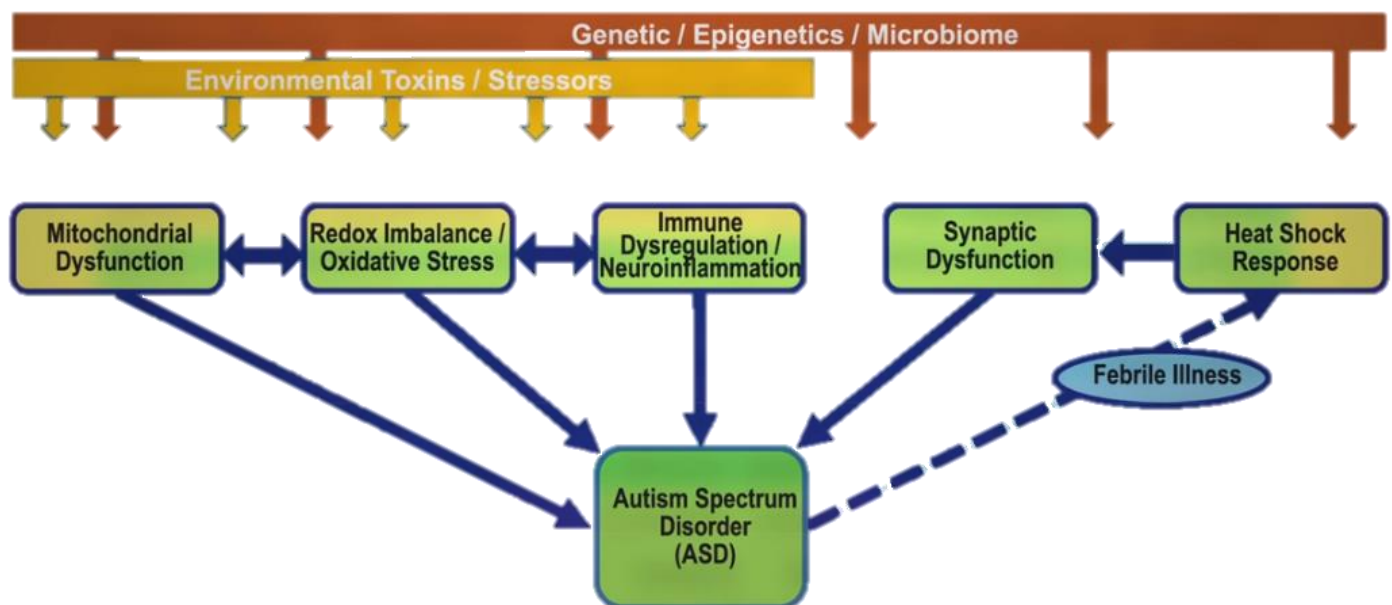 Genetic / Epigenetics / Microbiome
Environmental Toxins / Stressors
Mitochondrial
Dysfunction
Redox Imbalance /
Oxidative Stress
Immune
Dysregulation /
Neuroinflammation
Synaptic
Dysfunction
Heat Shock
Response
Febrile Illness
Autism Spectrum
Disorder
(ASD)